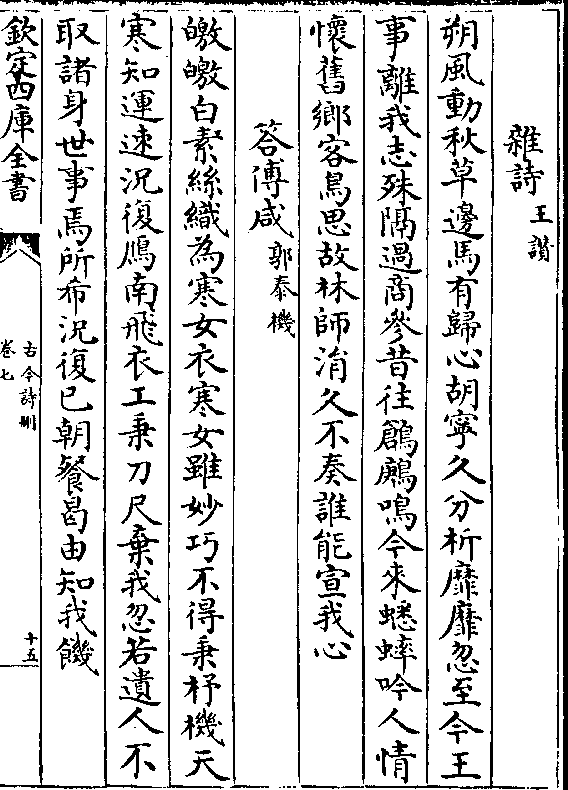 雜詩王讃
朔風動秋草邊馬有歸心胡寧久分析靡靡忽至今王
事離我志殊隔過商參昔往鶬鶊鳴今來蟋蟀吟人情
懷舊鄉客鳥思故林師涓久不奏誰能宣我心
答傅咸郭泰機
皦皦白素絲織為寒女衣寒女雖妙巧不得秉杼機天
寒知運速況復鴈南飛衣工秉刀尺棄我忽若遺人不
取諸身世事焉所希況復已朝餐曷由知我饑
欽定四庫全書
古今詩刪
卷七
十五